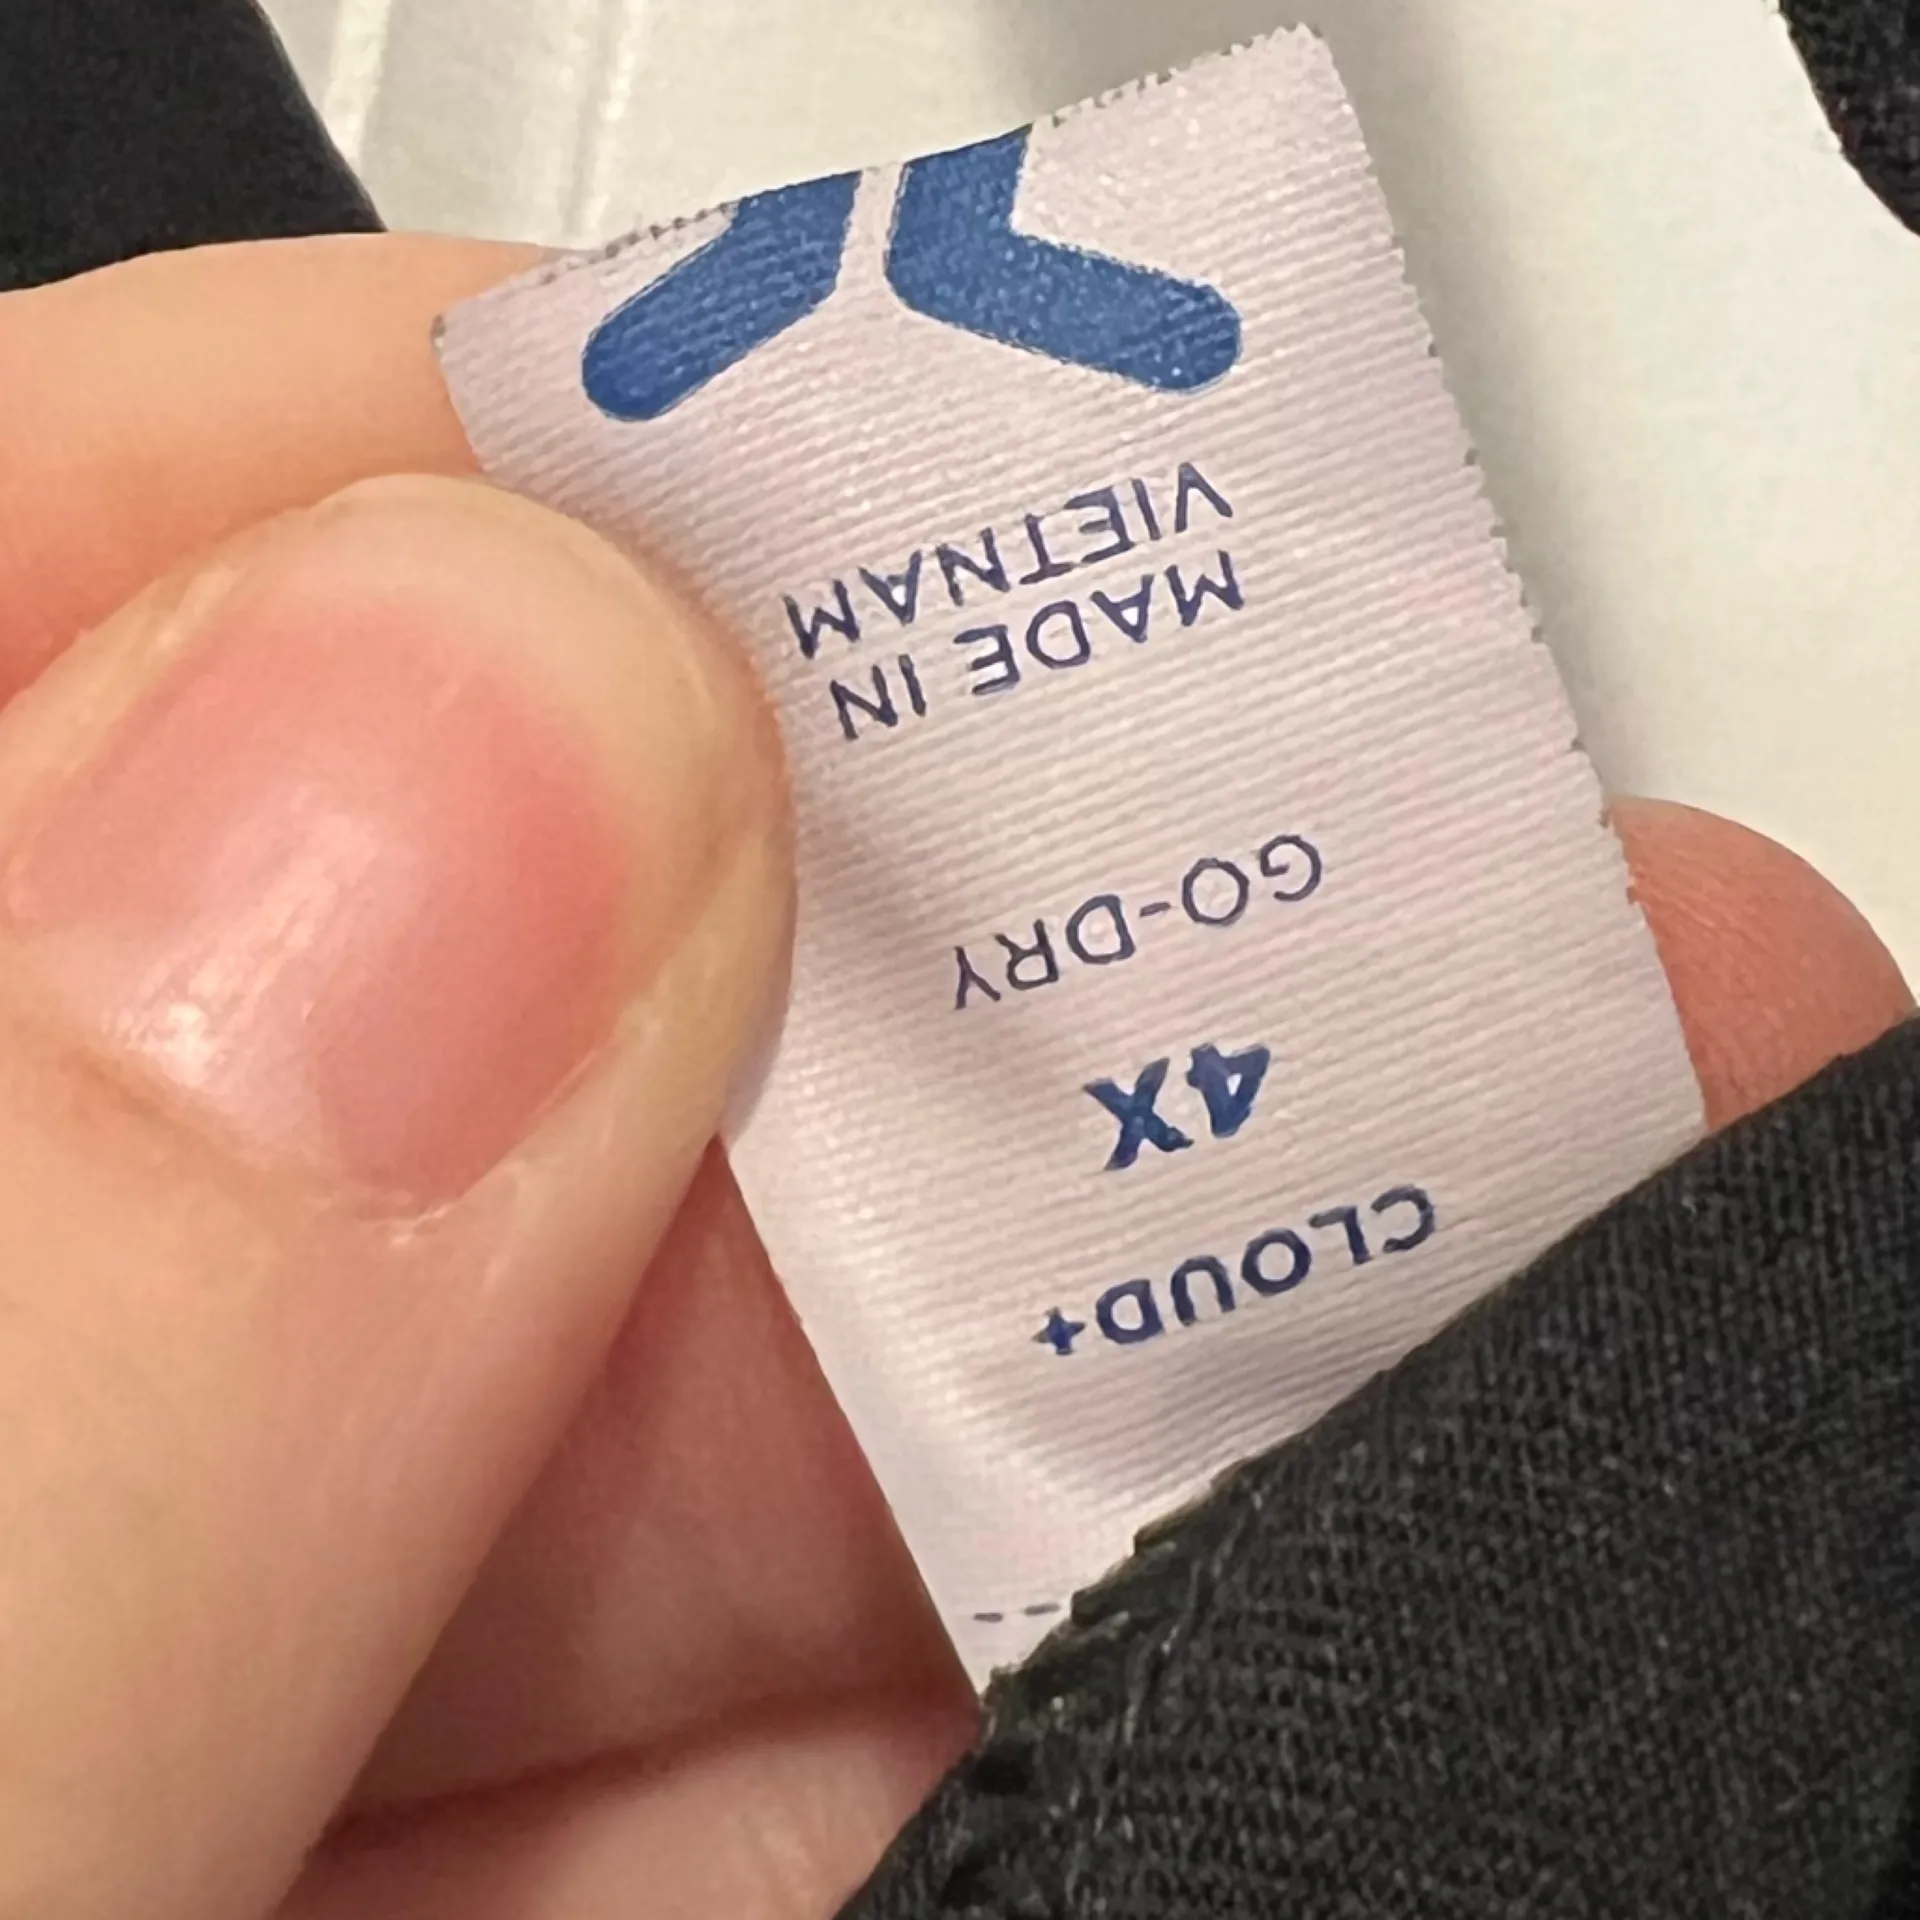 CLOUD+
4X
GO-DRY
MADE IN
VIETNAM